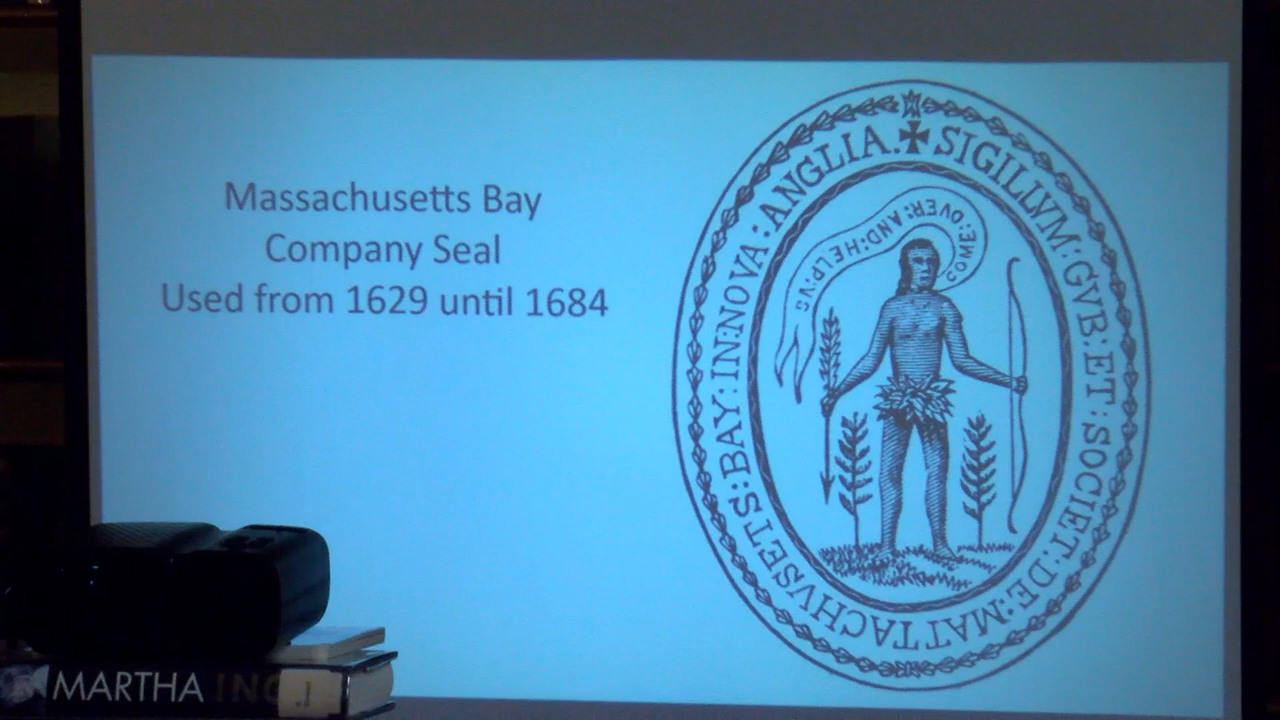 Massachusetts Bay
Company Seal
Used from 1629 until 1684
SIGILLVM:GVB:ET:SOCIET:DE:MATTACHVSETS:BAY:IN:NOVA:ANGLIA.
COME:OVER:AND:HELP:VS
MARTHA INC